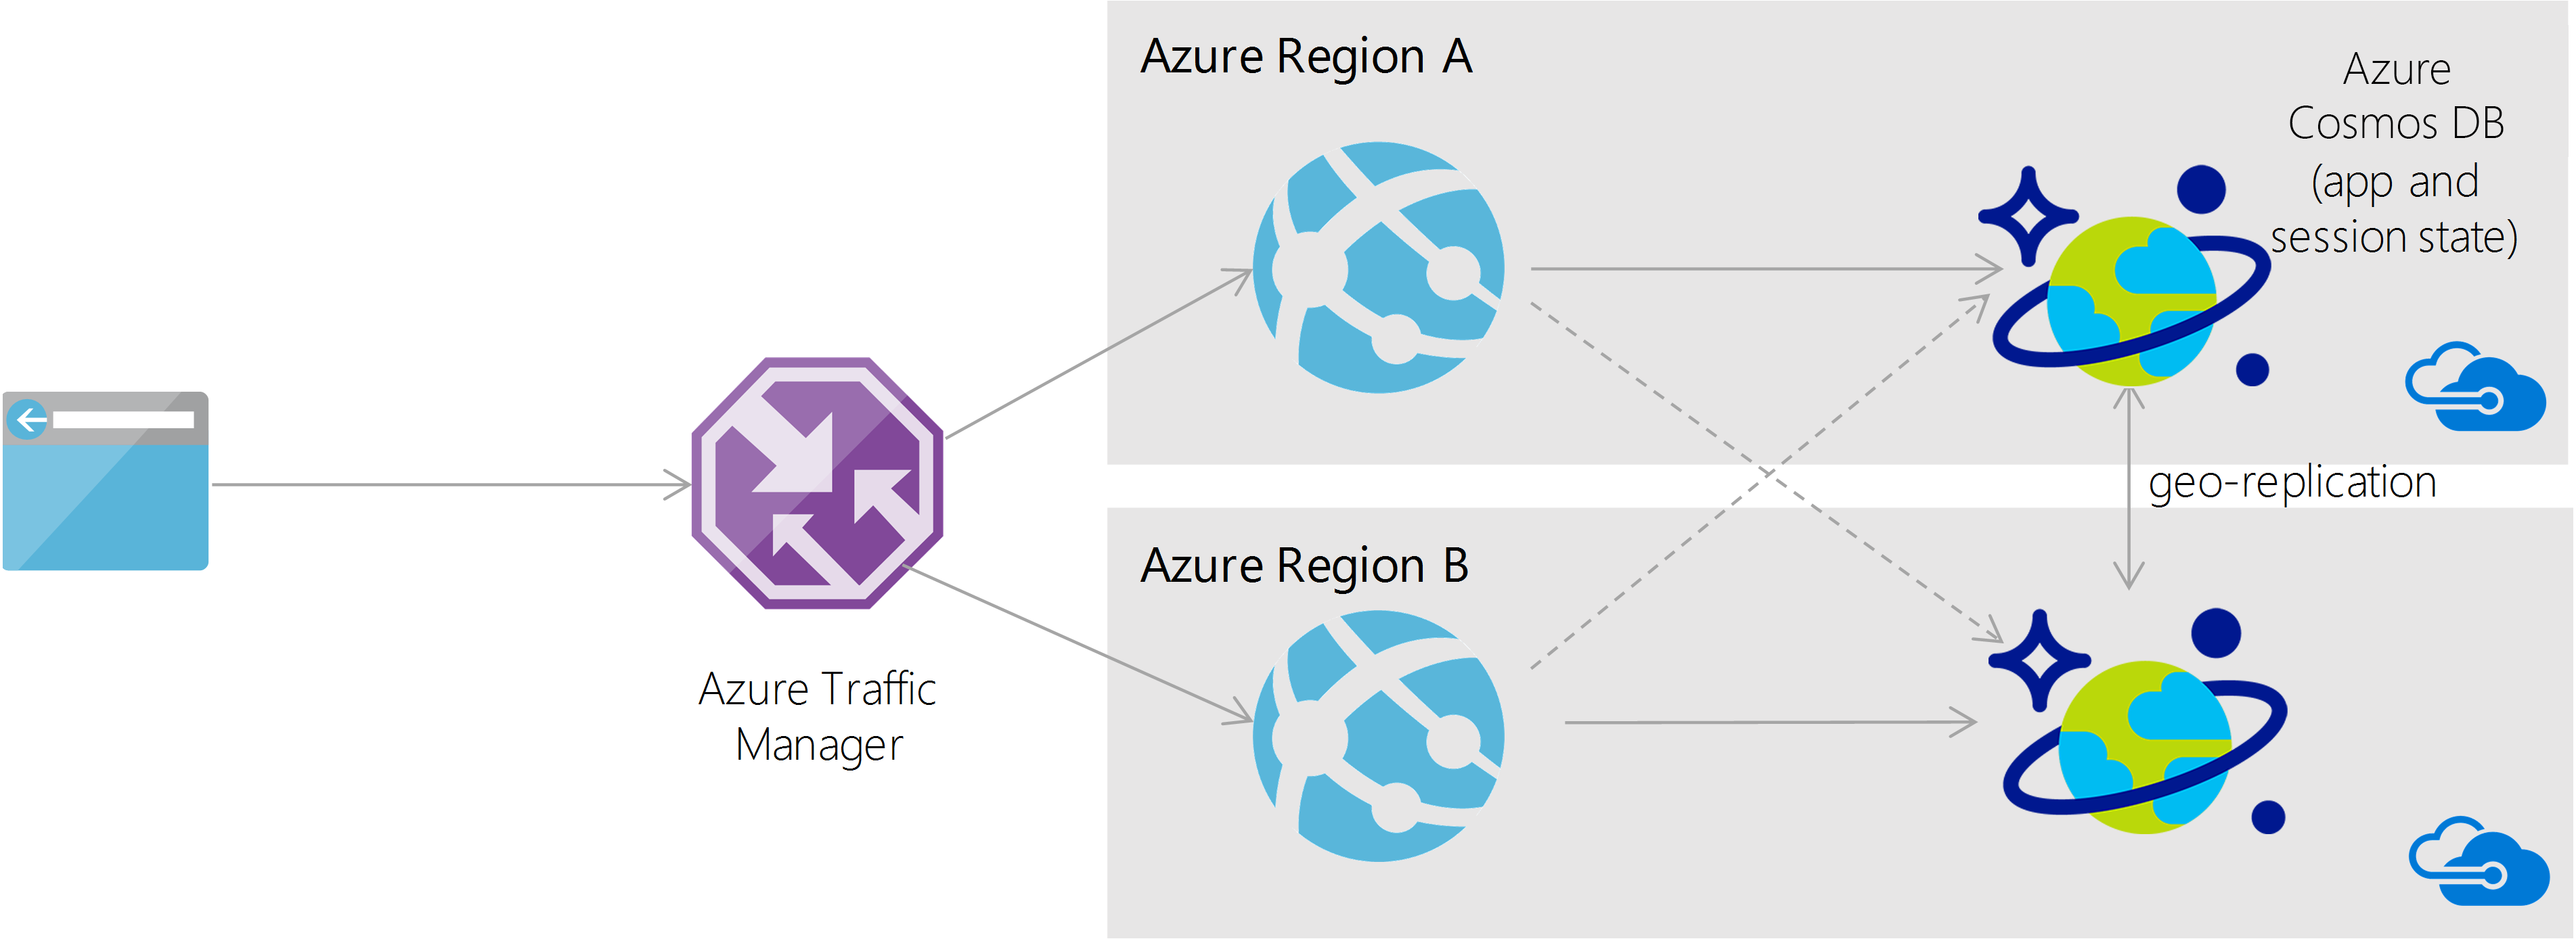 Azure Region A
Azure
Cosmos DB
(app and
session state)
geo-replication
Azure Region B
Azure Traffic
Manager